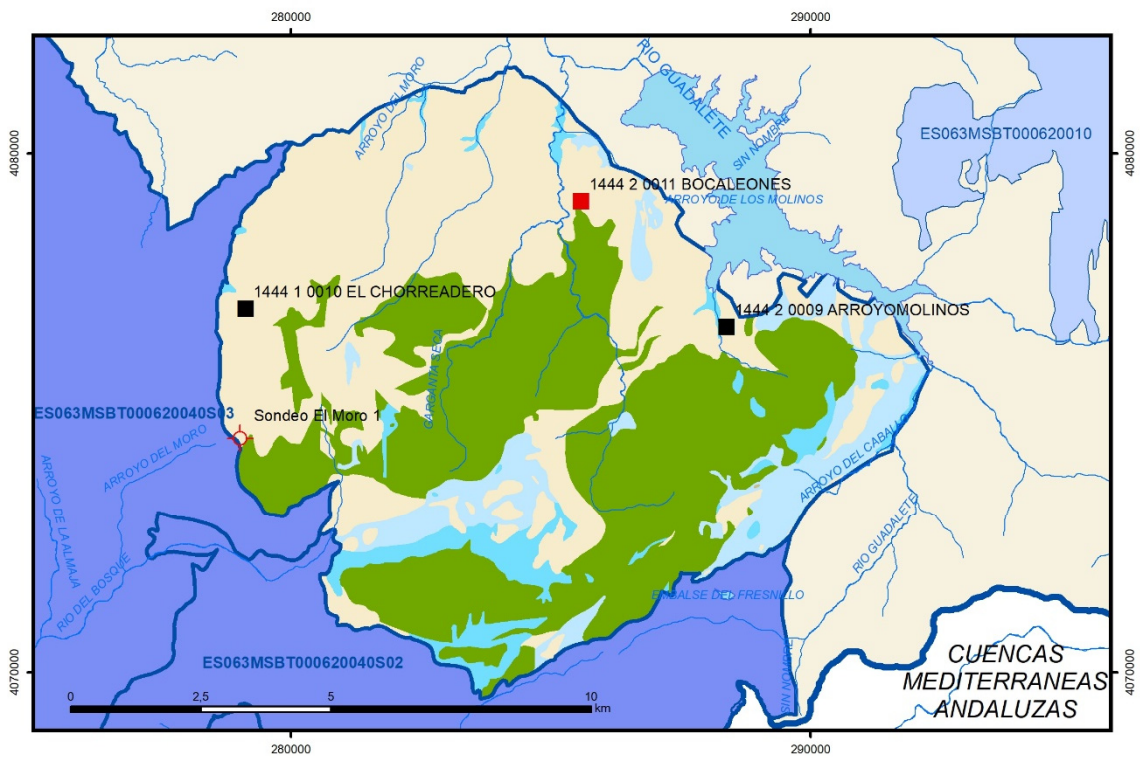 280000
290000
RIO GUADALETE
ARROYO DEL MORO
SIN NOMBRE
ES063MSBT000620010
4080000
4080000
1444 2 0011 BOCALEONES
ARROYO DE LOS MOLINOS
1444 1 0010 EL CHORREADERO
1444 2 0009 ARROYOMOLINOS
GARGANTA SECA
ES063MSBT000620040S03
Sondeo El Moro 1
ARROYO DEL MORO
ARROYO DEL CABALLO
ARROYO DE LA ALMAJA
RIO GUADALETE
RIO DEL BOSQUE
EMBALSE DEL FRESNILLO
ES063MSBT000620040S02
SIN NOMBRE
CUENCAS
MEDITERRANEAS
ANDALUZAS
4070000
4070000
0 2,5 5 10
km
280000
290000